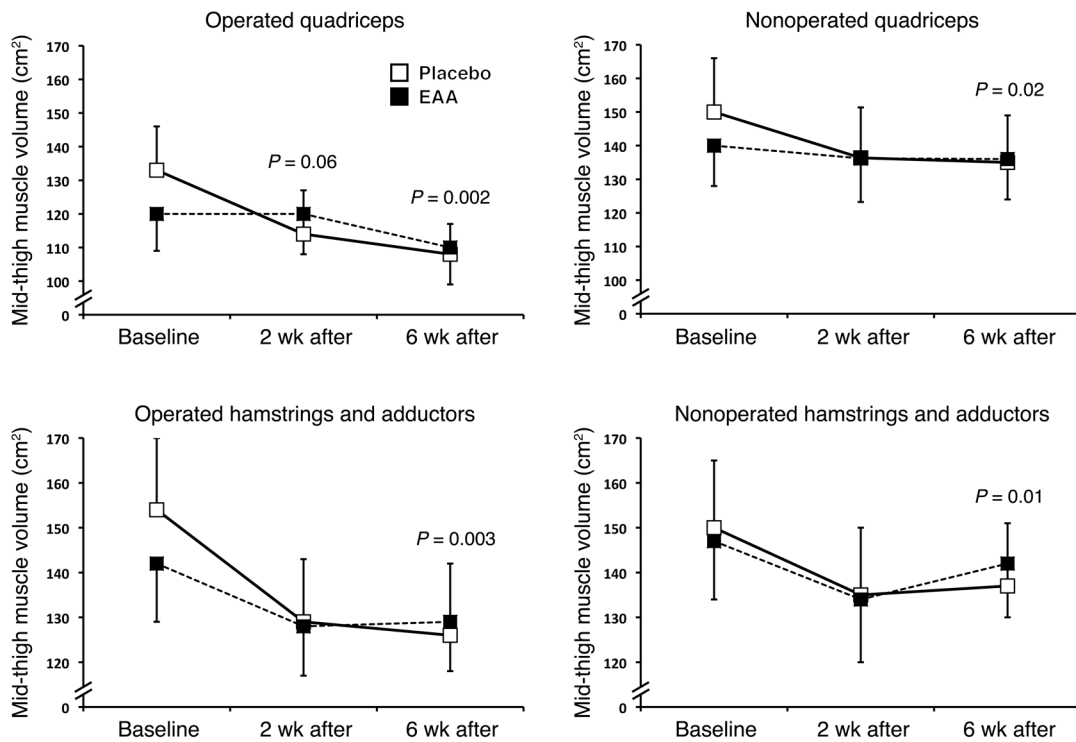 Operated quadriceps
Mid-thigh muscle volume (cm²)
170
160
150
140
130
120
110
100
0
Placebo
EAA
P = 0.06
P = 0.002
Baseline
2 wk after
6 wk after
Nonoperated quadriceps
Mid-thigh muscle volume (cm²)
170
160
150
140
130
120
110
100
0
P = 0.02
Baseline
2 wk after
6 wk after
Operated hamstrings and adductors
Mid-thigh muscle volume (cm²)
170
160
150
140
130
120
0
P = 0.003
Baseline
2 wk after
6 wk after
Nonoperated hamstrings and adductors
Mid-thigh muscle volume (cm²)
170
160
150
140
130
120
0
P = 0.01
Baseline
2 wk after
6 wk after